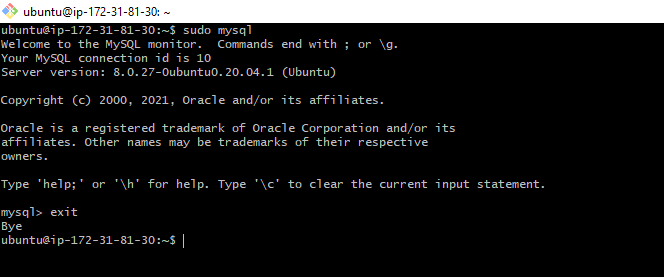 ubuntu@ip-172-31-81-30: ~
ubuntu@ip-172-31-81-30:~$ sudo mysql
Welcome to the MySQL monitor.  Commands end with ; or \g.
Your MySQL connection id is 10
Server version: 8.0.27-0ubuntu0.20.04.1 (Ubuntu)
Copyright (c) 2000, 2021, Oracle and/or its affiliates.
Oracle is a registered trademark of Oracle Corporation and/or its
affiliates. Other names may be trademarks of their respective
owners.
Type 'help;' or '\h' for help. Type '\c' to clear the current input statement.
mysql> exit
Bye
ubuntu@ip-172-31-81-30:~$